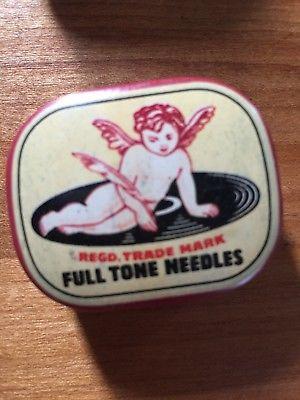 REGD. TRADE MARK
FULL TONE NEEDLES